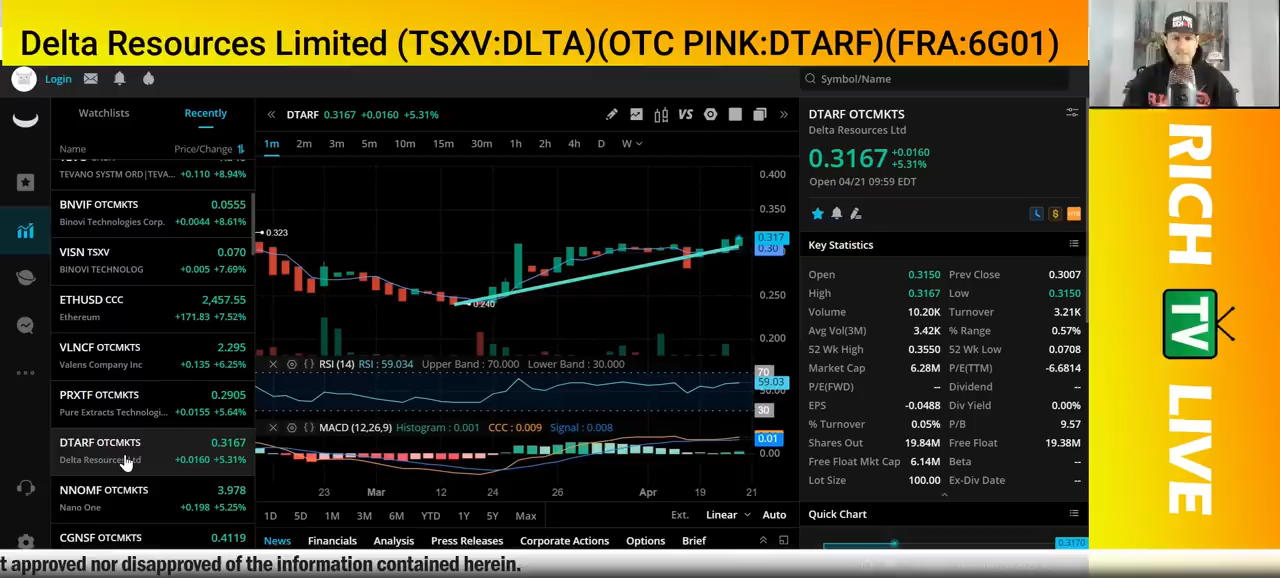 Delta Resources Limited (TSXV:DLTA)(OTC PINK:DTARF)(FRA:6G01)
Login
Symbol/Name
Watchlists Recently
Name Price/Change
TEVANO SYSTM ORD|TEVA... +0.110 +8.94%
BNVIF OTCMKTS 0.0555
Binovi Technologies Corp. +0.0044 +8.61%
VISN TSXV 0.070
BINOVI TECHNOLOG +0.005 +7.69%
ETHUSD CCC 2,457.55
Ethereum +171.83 +7.52%
VLNCF OTCMKTS 2.295
Valens Company Inc +0.135 +6.25%
PRXTF OTCMKTS 0.2905
Pure Extracts Technologi... +0.0155 +5.64%
DTARF OTCMKTS 0.3167
Delta Resources Ltd +0.0160 +5.31%
NNOMF OTCMKTS 3.978
Nano One +0.198 +5.25%
CGNSF OTCMKTS 0.4119
DTARF 0.3167 +0.0160 +5.31%
VS
1m 2m 3m 5m 10m 15m 30m 1h 2h 4h D W
0.400
0.350
0.323
0.317
0.30
0.250
0.240
0.200
RSI (14) RSI : 59.034 Upper Band : 70.000 Lower Band : 30.000
70
59.03
30
MACD (12,26,9) Histogram : 0.001 CCC : 0.009 Signal : 0.008
0.01
0.00
23 Mar 12 24 26 Apr 19 21
1D 5D 1M 3M 6M YTD 1Y 5Y Max Ext. Linear Auto
News Financials Analysis Press Releases Corporate Actions Options Brief
DTARF OTCMKTS
Delta Resources Ltd
0.3167 +0.0160
+5.31%
Open 04/21 09:59 EDT
Key Statistics
Open 0.3150 Prev Close 0.3007
High 0.3167 Low 0.3150
Volume 10.20K Turnover 3.21K
Avg Vol(3M) 3.42K % Range 0.57%
52 Wk High 0.3550 52 Wk Low 0.0708
Market Cap 6.28M P/E(TTM) -6.6814
P/E(FWD) -- Dividend --
EPS -0.0488 Div Yield 0.00%
% Turnover 0.05% P/B 9.57
Shares Out 19.84M Free Float 19.38M
Free Float Mkt Cap 6.14M Beta --
Lot Size 100.00 Ex-Div Date --
Quick Chart
0.3170
RICH
TV
LIVE
t approved nor disapproved of the information contained herein.